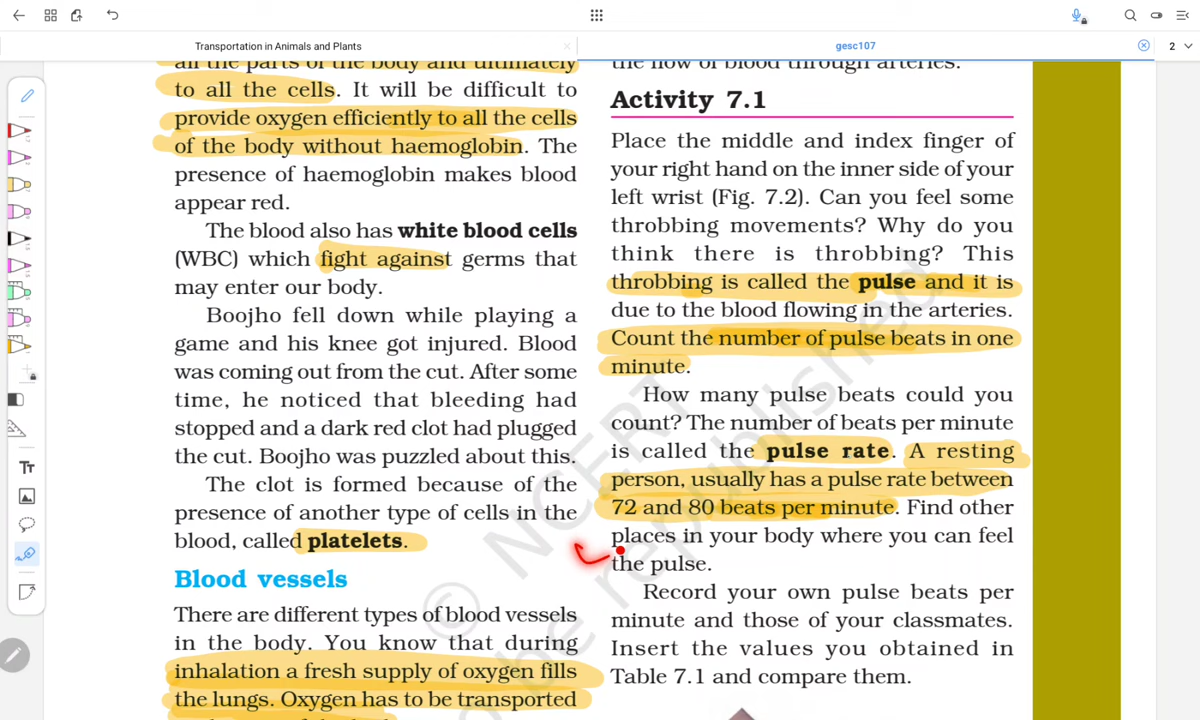 Transportation in Animals and Plants
gesc107
2
all the parts of the body and ultimately
to all the cells. It will be difficult to
provide oxygen efficiently to all the cells
of the body without haemoglobin. The
presence of haemoglobin makes blood
appear red.
The blood also has white blood cells
(WBC) which fight against germs that
may enter our body.
Boojho fell down while playing a
game and his knee got injured. Blood
was coming out from the cut. After some
time, he noticed that bleeding had
stopped and a dark red clot had plugged
the cut. Boojho was puzzled about this.
The clot is formed because of the
presence of another type of cells in the
blood, called platelets.
Blood vessels
There are different types of blood vessels
in the body. You know that during
inhalation a fresh supply of oxygen fills
the lungs. Oxygen has to be transported
the flow of blood through arteries.
Activity 7.1
Place the middle and index finger of
your right hand on the inner side of your
left wrist (Fig. 7.2). Can you feel some
throbbing movements? Why do you
think there is throbbing? This
throbbing is called the pulse and it is
due to the blood flowing in the arteries.
Count the number of pulse beats in one
minute.
How many pulse beats could you
count? The number of beats per minute
is called the pulse rate. A resting
person, usually has a pulse rate between
72 and 80 beats per minute. Find other
places in your body where you can feel
the pulse.
Record your own pulse beats per
minute and those of your classmates.
Insert the values you obtained in
Table 7.1 and compare them.
© NCERT
be republished
Tт